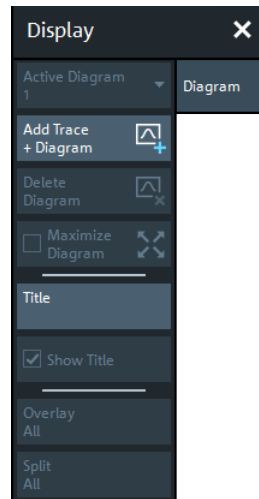 Display
Diagram
Active Diagram
1
Add Trace
+ Diagram
Delete
Diagram
Maximize
Diagram
Title
Show Title
Overlay
All
Split
All